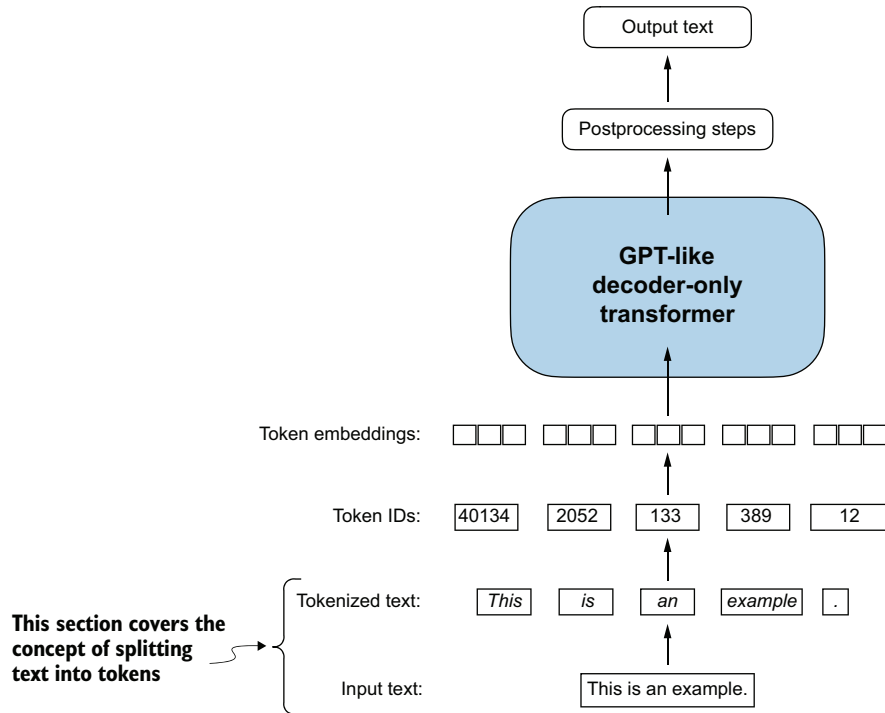 Output text
Postprocessing steps
GPT-like
decoder-only
transformer
Token embeddings:
Token IDs: 40134 2052 133 389 12
Tokenized text: This is an example .
This section covers the
concept of splitting
text into tokens
Input text: This is an example.